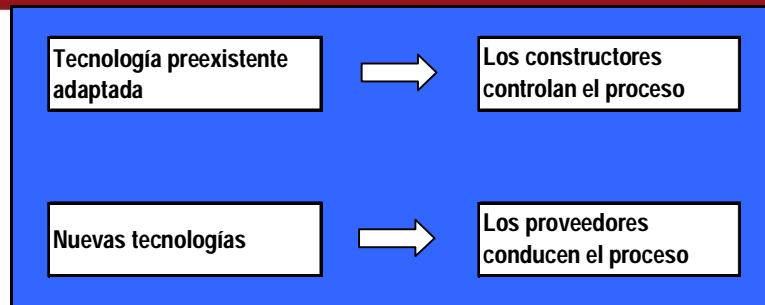 Tecnología preexistente
adaptada
Los constructores
controlan el proceso
Nuevas tecnologías
Los proveedores
conducen el proceso